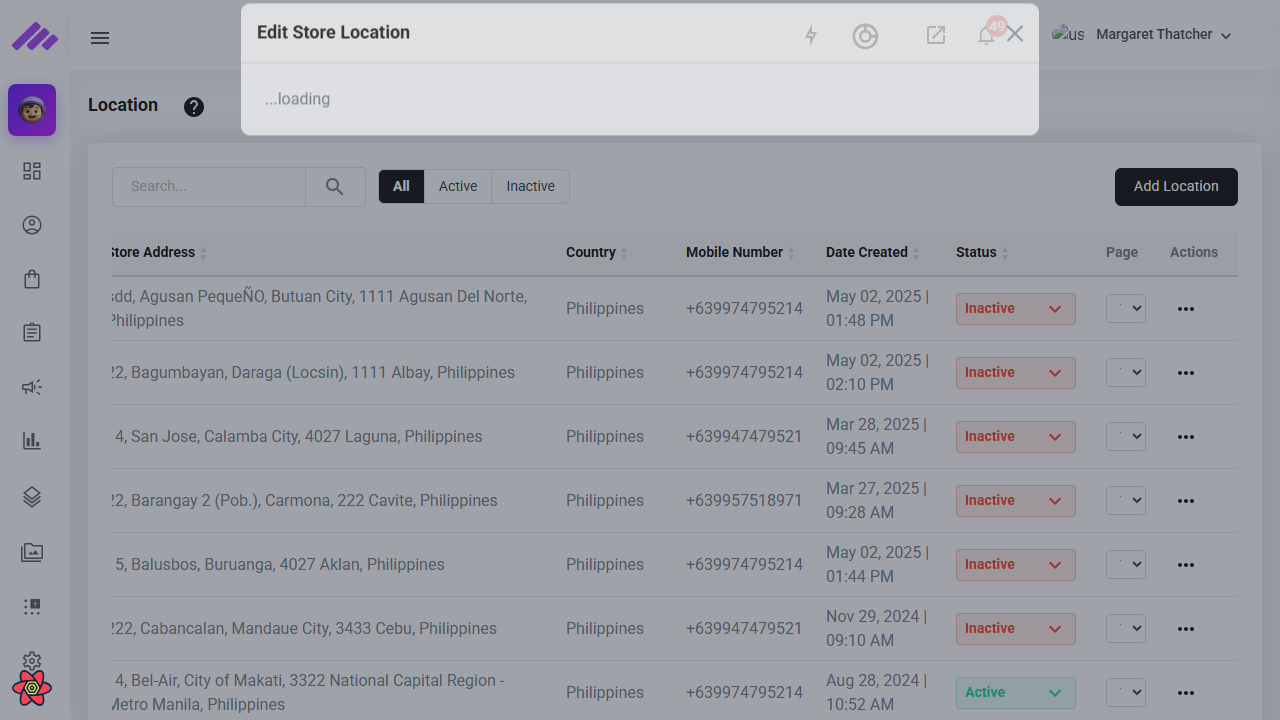 Edit Store Location
49
us
Margaret Thatcher
...loading
Location
?
Search...
All
Active
Inactive
Add Location
Store Address
Country
Mobile Number
Date Created
Status
Page
Actions
sdd, Agusan PequeÑO, Butuan City, 1111 Agusan Del Norte,
Philippines
Philippines
+639974795214
May 02, 2025 |
01:48 PM
Inactive
22, Bagumbayan, Daraga (Locsin), 1111 Albay, Philippines
Philippines
+639974795214
May 02, 2025 |
02:10 PM
Inactive
4, San Jose, Calamba City, 4027 Laguna, Philippines
Philippines
+639947479521
Mar 28, 2025 |
09:45 AM
Inactive
22, Barangay 2 (Pob.), Carmona, 222 Cavite, Philippines
Philippines
+639957518971
Mar 27, 2025 |
09:28 AM
Inactive
5, Balusbos, Buruanga, 4027 Aklan, Philippines
Philippines
+639974795214
May 02, 2025 |
01:44 PM
Inactive
222, Cabancalan, Mandaue City, 3433 Cebu, Philippines
Philippines
+639947479521
Nov 29, 2024 |
09:10 AM
Inactive
4, Bel-Air, City of Makati, 3322 National Capital Region -
Metro Manila, Philippines
Philippines
+639974795214
Aug 28, 2024 |
10:52 AM
Active